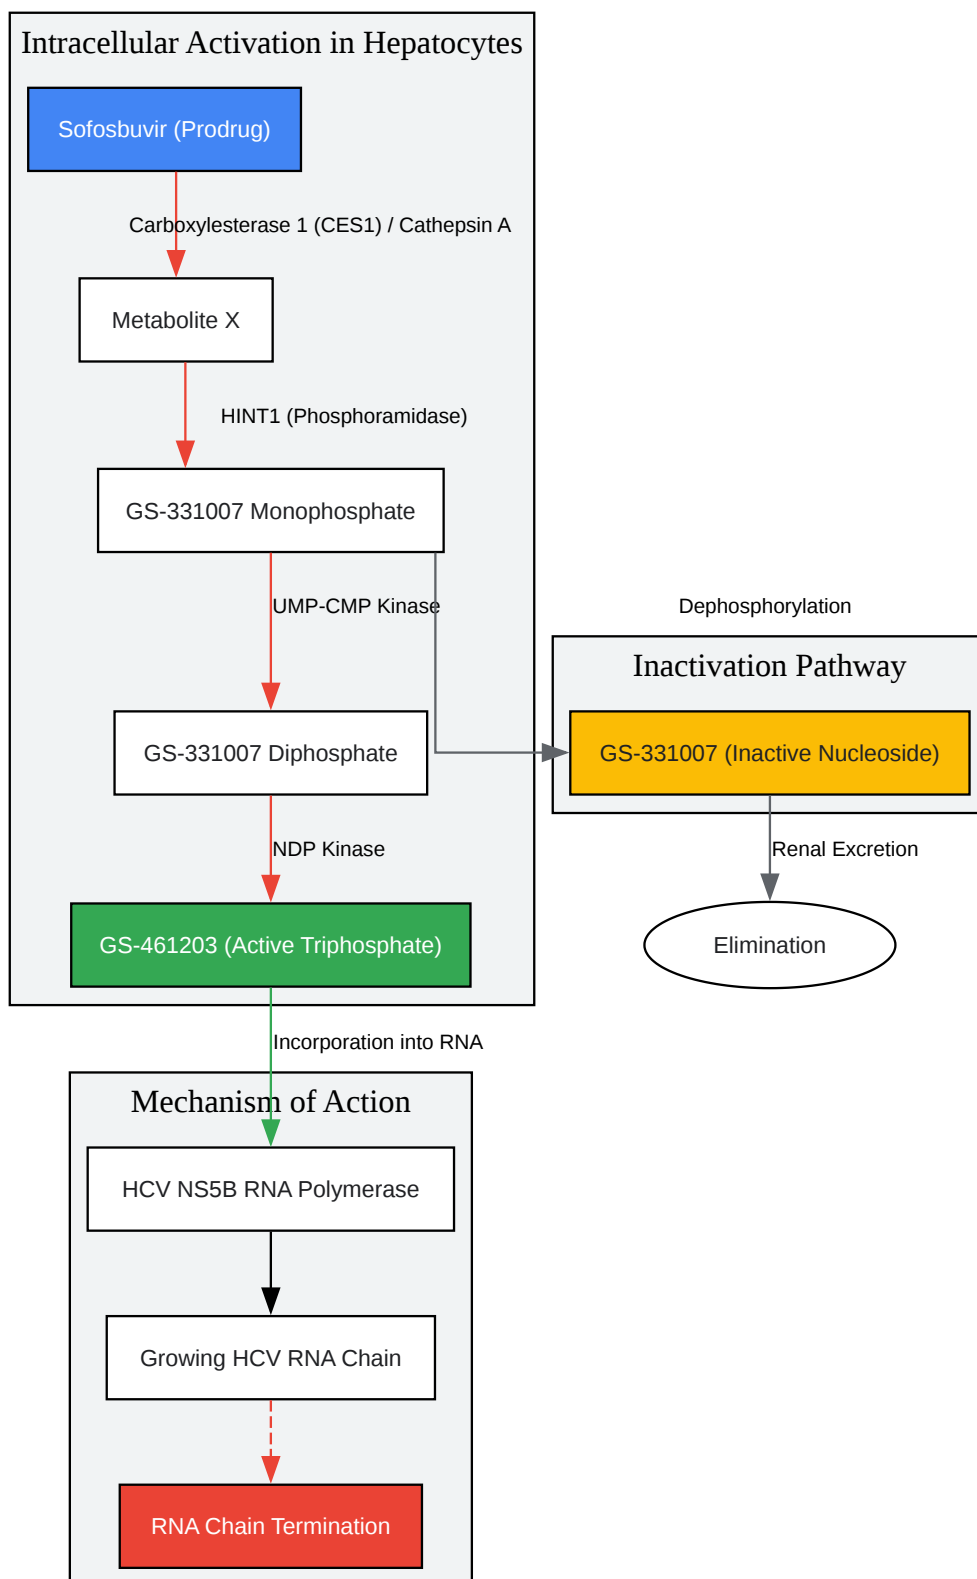 Intracellular Activation in Hepatocytes
Sofosbuvir (Prodrug)
Carboxylesterase 1 (CES1) / Cathepsin A
Metabolite X
HINT1 (Phosphoramidase)
GS-331007 Monophosphate
UMP-CMP Kinase
Dephosphorylation
Inactivation Pathway
GS-331007 Diphosphate
GS-331007 (Inactive Nucleoside)
NDP Kinase
Renal Excretion
GS-461203 (Active Triphosphate)
Elimination
Incorporation into RNA
Mechanism of Action
HCV NS5B RNA Polymerase
Growing HCV RNA Chain
RNA Chain Termination